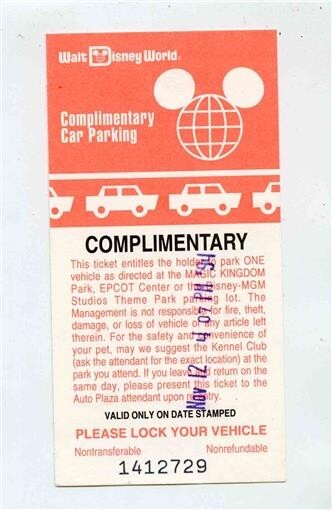 Walt Disney World®
Complimentary
Car Parking
COMPLIMENTARY
This ticket entitles the holder to park ONE
vehicle as directed at the MAGIC KINGDOM
Park, EPCOT Center or the Disney-MGM
Studios Theme Park parking lot. The
Management is not responsible for fire, theft,
damage, or loss of vehicle or any article left
therein. For the safety and convenience of
your pet, may we suggest the Kennel Club
(ask the attendant for the exact location) at the
park you attend. If you leave and return on the
same day, please present this ticket to the
Auto Plaza attendant upon reentry.
NOV 12 4 07 PM
VALID ONLY ON DATE STAMPED
PLEASE LOCK YOUR VEHICLE
Nontransferable Nonrefundable
1412729